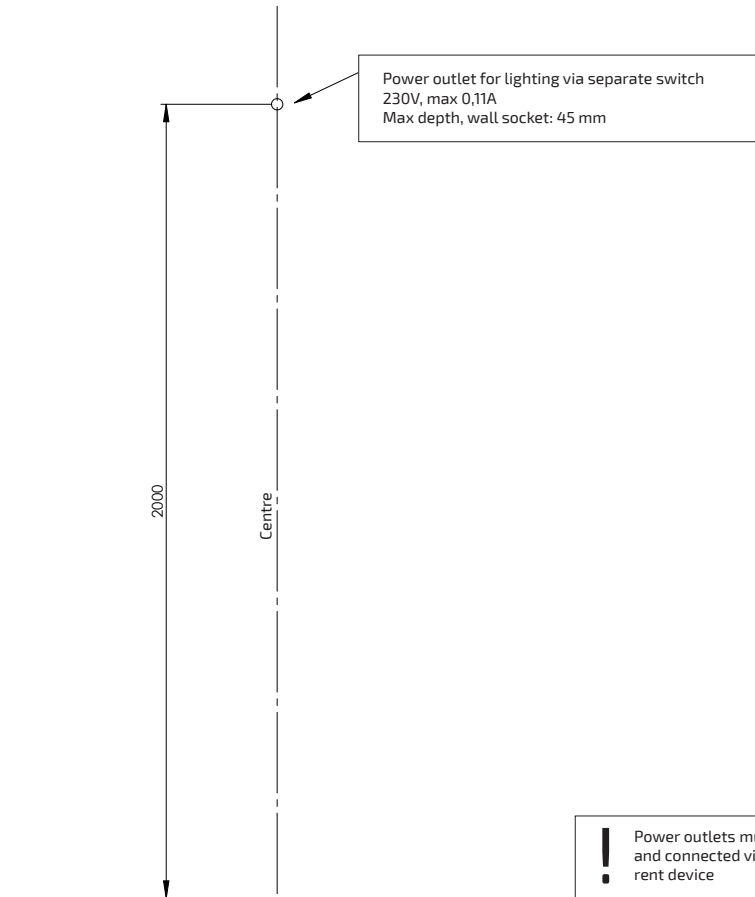 Power outlet for lighting via separate switch
230V, max 0,11A
Max depth, wall socket: 45 mm
2000
Centre
!
Power outlets
and connected
rent device